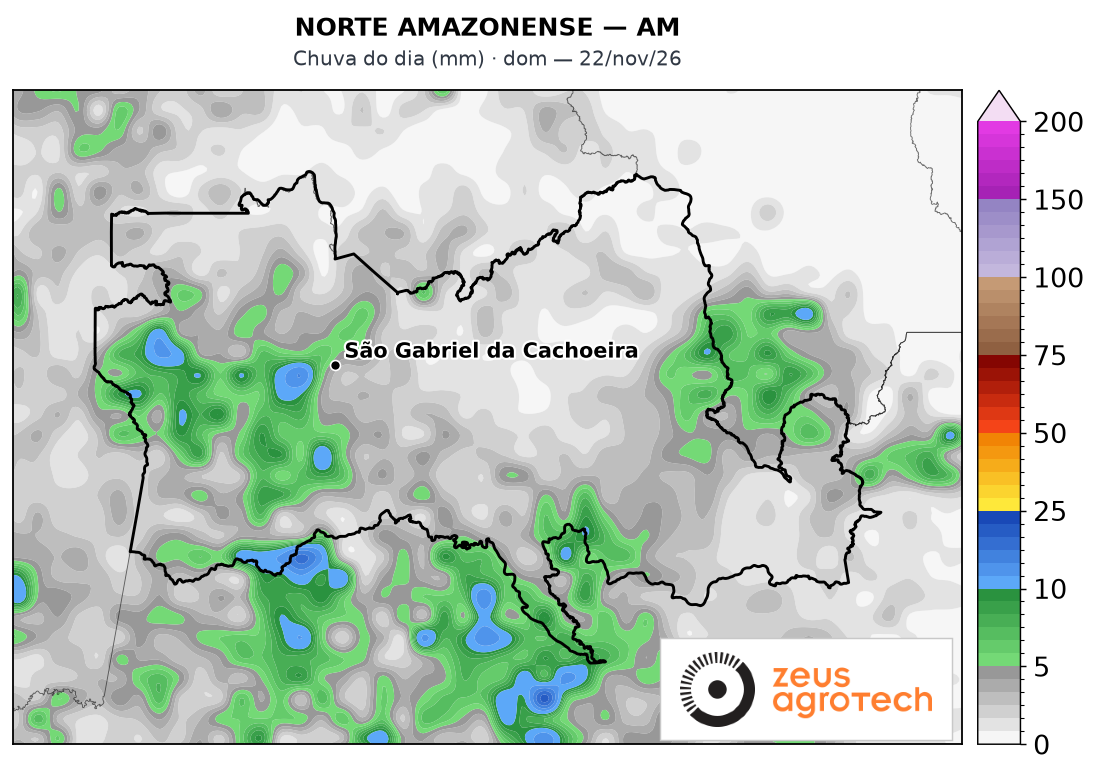 NORTE AMAZONENSE — AM
Chuva do dia (mm) · dom — 22/nov/26
São Gabriel da Cachoeira
200
150
100
75
50
25
10
5
0
zeus
agrotech